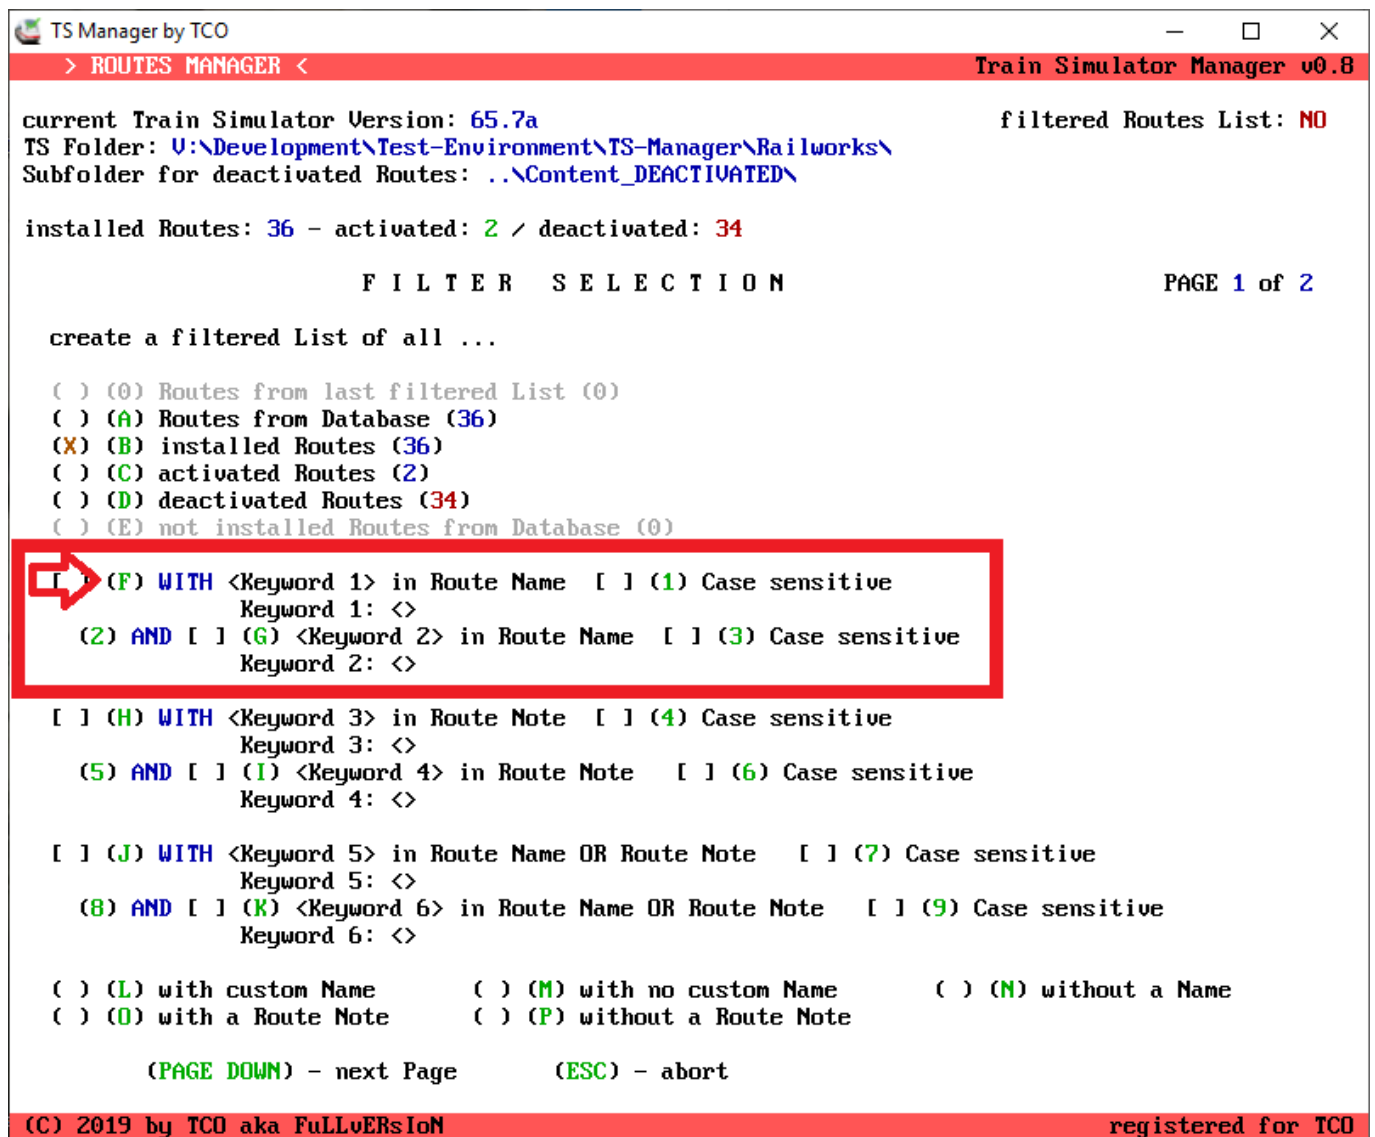 TS Manager by TCO
> ROUTES MANAGER < Train Simulator Manager v0.8
current Train Simulator Version: 65.7a filtered Routes List: NO
TS Folder: V:\Development\Test-Environment\TS-Manager\Railworks\
Subfolder for deactivated Routes: ..\Content_DEACTIVATED\
installed Routes: 36 - activated: 2 / deactivated: 34
F I L T E R   S E L E C T I O N PAGE 1 of 2
create a filtered List of all ...
( ) (0) Routes from last filtered List (0)
( ) (A) Routes from Database (36)
(X) (B) installed Routes (36)
( ) (C) activated Routes (2)
( ) (D) deactivated Routes (34)
( ) (E) not installed Routes from Database (0)
[ ] (F) WITH <Keyword 1> in Route Name [ ] (1) Case sensitive
Keyword 1: <>
(2) AND [ ] (G) <Keyword 2> in Route Name [ ] (3) Case sensitive
Keyword 2: <>
[ ] (H) WITH <Keyword 3> in Route Note [ ] (4) Case sensitive
Keyword 3: <>
(5) AND [ ] (I) <Keyword 4> in Route Note [ ] (6) Case sensitive
Keyword 4: <>
[ ] (J) WITH <Keyword 5> in Route Name OR Route Note [ ] (7) Case sensitive
Keyword 5: <>
(8) AND [ ] (K) <Keyword 6> in Route Name OR Route Note [ ] (9) Case sensitive
Keyword 6: <>
( ) (L) with custom Name ( ) (M) with no custom Name ( ) (N) without a Name
( ) (O) with a Route Note ( ) (P) without a Route Note
(PAGE DOWN) - next Page (ESC) - abort
(C) 2019 by TCO aka FuLLvERsIoN registered for TCO